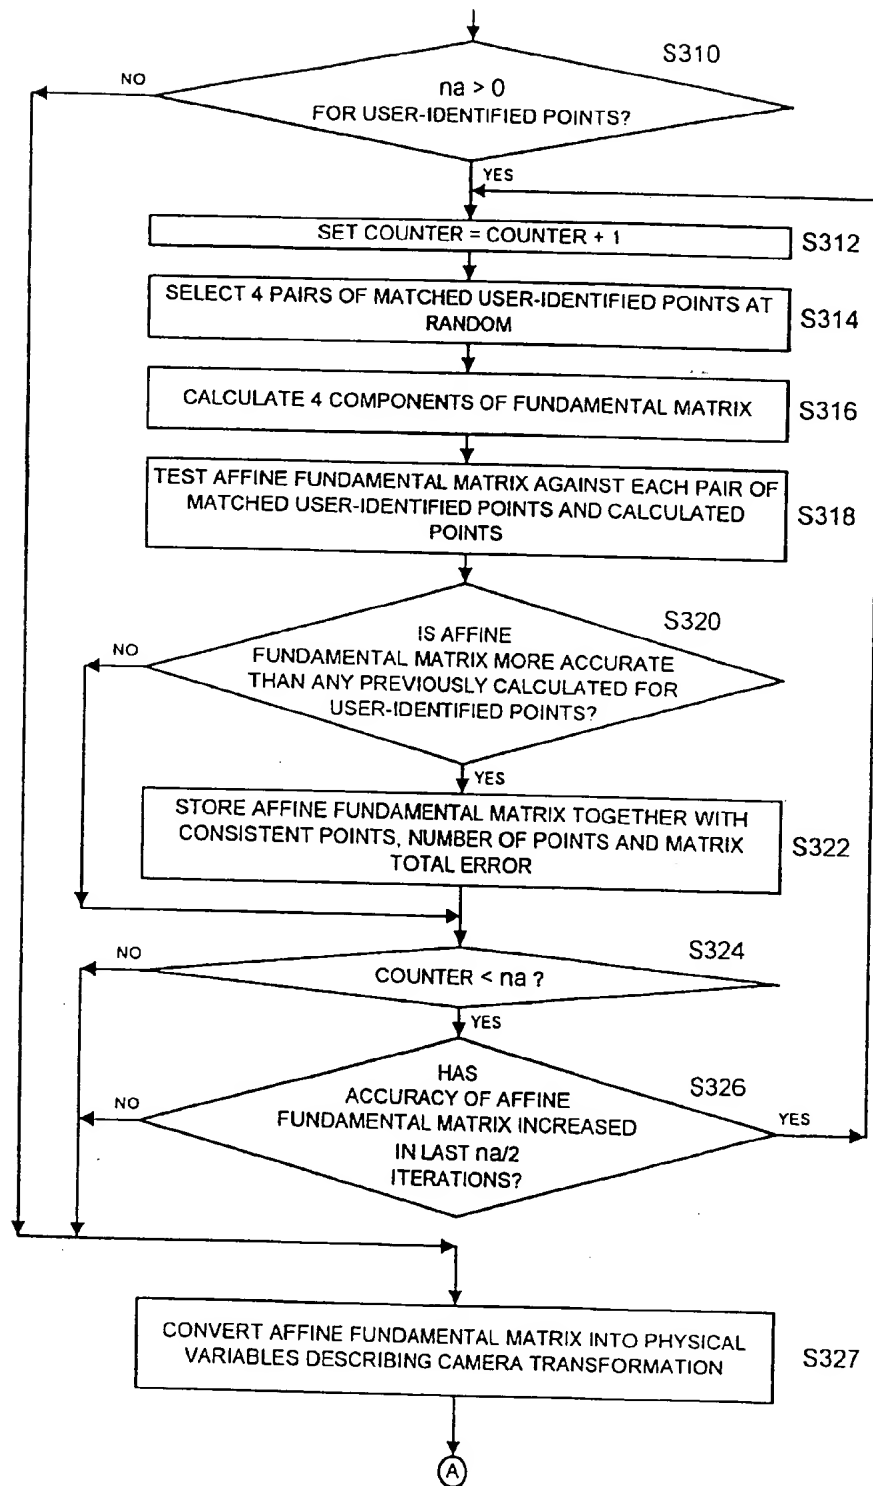 S310
NO
na > 0
FOR USER-IDENTIFIED POINTS?
YES
SET COUNTER = COUNTER + 1
S312
SELECT 4 PAIRS OF MATCHED USER-IDENTIFIED POINTS AT
RANDOM
S314
CALCULATE 4 COMPONENTS OF FUNDAMENTAL MATRIX
S316
TEST AFFINE FUNDAMENTAL MATRIX AGAINST EACH PAIR OF
MATCHED USER-IDENTIFIED POINTS AND CALCULATED
POINTS
S318
S320
NO
IS AFFINE
FUNDAMENTAL MATRIX MORE ACCURATE
THAN ANY PREVIOUSLY CALCULATED FOR
USER-IDENTIFIED POINTS?
YES
STORE AFFINE FUNDAMENTAL MATRIX TOGETHER WITH
CONSISTENT POINTS, NUMBER OF POINTS AND MATRIX
TOTAL ERROR
S322
S324
NO
COUNTER < na ?
YES
S326
NO
HAS
ACCURACY OF AFFINE
FUNDAMENTAL MATRIX INCREASED
IN LAST na/2
ITERATIONS?
YES
CONVERT AFFINE FUNDAMENTAL MATRIX INTO PHYSICAL
VARIABLES DESCRIBING CAMERA TRANSFORMATION
S327
A